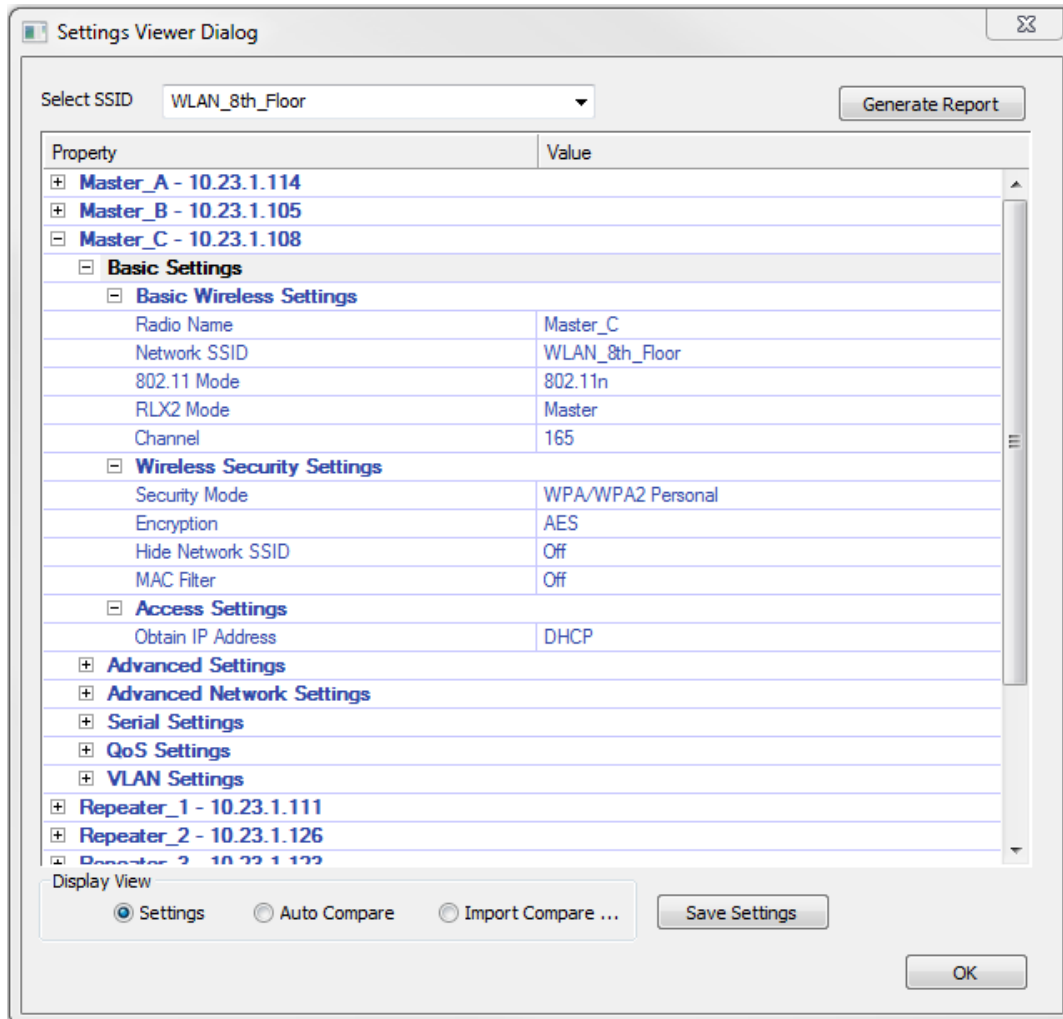 Settings Viewer Dialog
Select SSID WLAN_8th_Floor Generate Report
Property Value
Master_A - 10.23.1.114
Master_B - 10.23.1.105
Master_C - 10.23.1.108
Basic Settings
Basic Wireless Settings
Radio Name Master_C
Network SSID WLAN_8th_Floor
802.11 Mode 802.11n
RLX2 Mode Master
Channel 165
Wireless Security Settings
Security Mode WPA/WPA2 Personal
Encryption AES
Hide Network SSID Off
MAC Filter Off
Access Settings
Obtain IP Address DHCP
Advanced Settings
Advanced Network Settings
Serial Settings
QoS Settings
VLAN Settings
Repeater_1 - 10.23.1.111
Repeater_2 - 10.23.1.126
Display View
Settings Auto Compare Import Compare ... Save Settings
OK